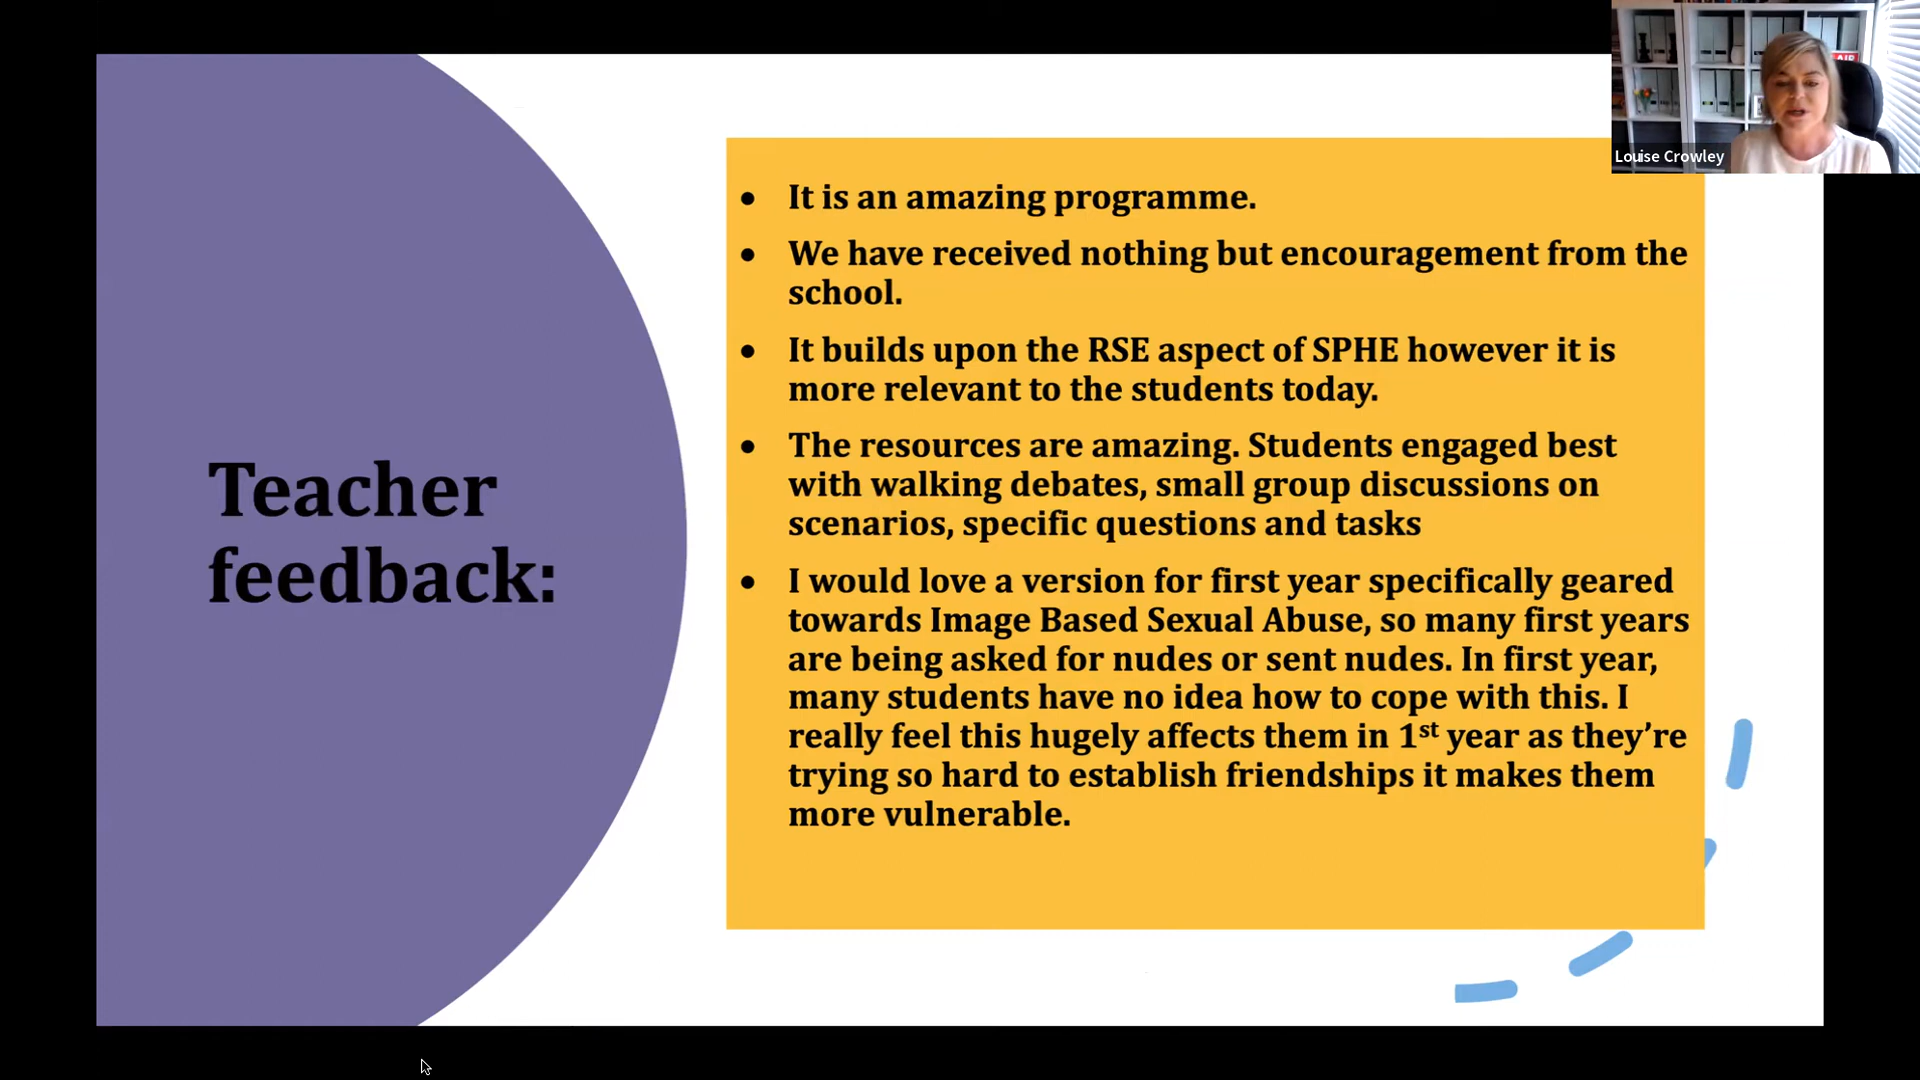 Teacher
feedback:
• It is an amazing programme.
• We have received nothing but encouragement from the
school.
• It builds upon the RSE aspect of SPHE however it is
more relevant to the students today.
• The resources are amazing. Students engaged best
with walking debates, small group discussions on
scenarios, specific questions and tasks
• I would love a version for first year specifically geared
towards Image Based Sexual Abuse, so many first years
are being asked for nudes or sent nudes. In first year,
many students have no idea how to cope with this. I
really feel this hugely affects them in 1st year as they’re
trying so hard to establish friendships it makes them
more vulnerable.
Louise Crowley